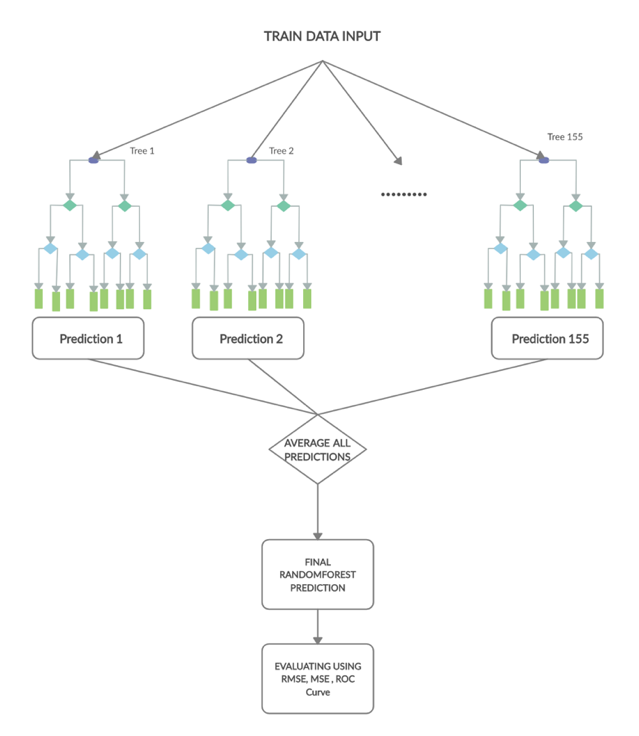 TRAIN DATA INPUT
Tree 1
Tree 2
Tree 155
.........
Prediction 1
Prediction 2
Prediction 155
AVERAGE ALL
PREDICTIONS
FINAL
RANDOMFOREST
PREDICTION
EVALUATING USING
RMSE, MSE , ROC
Curve